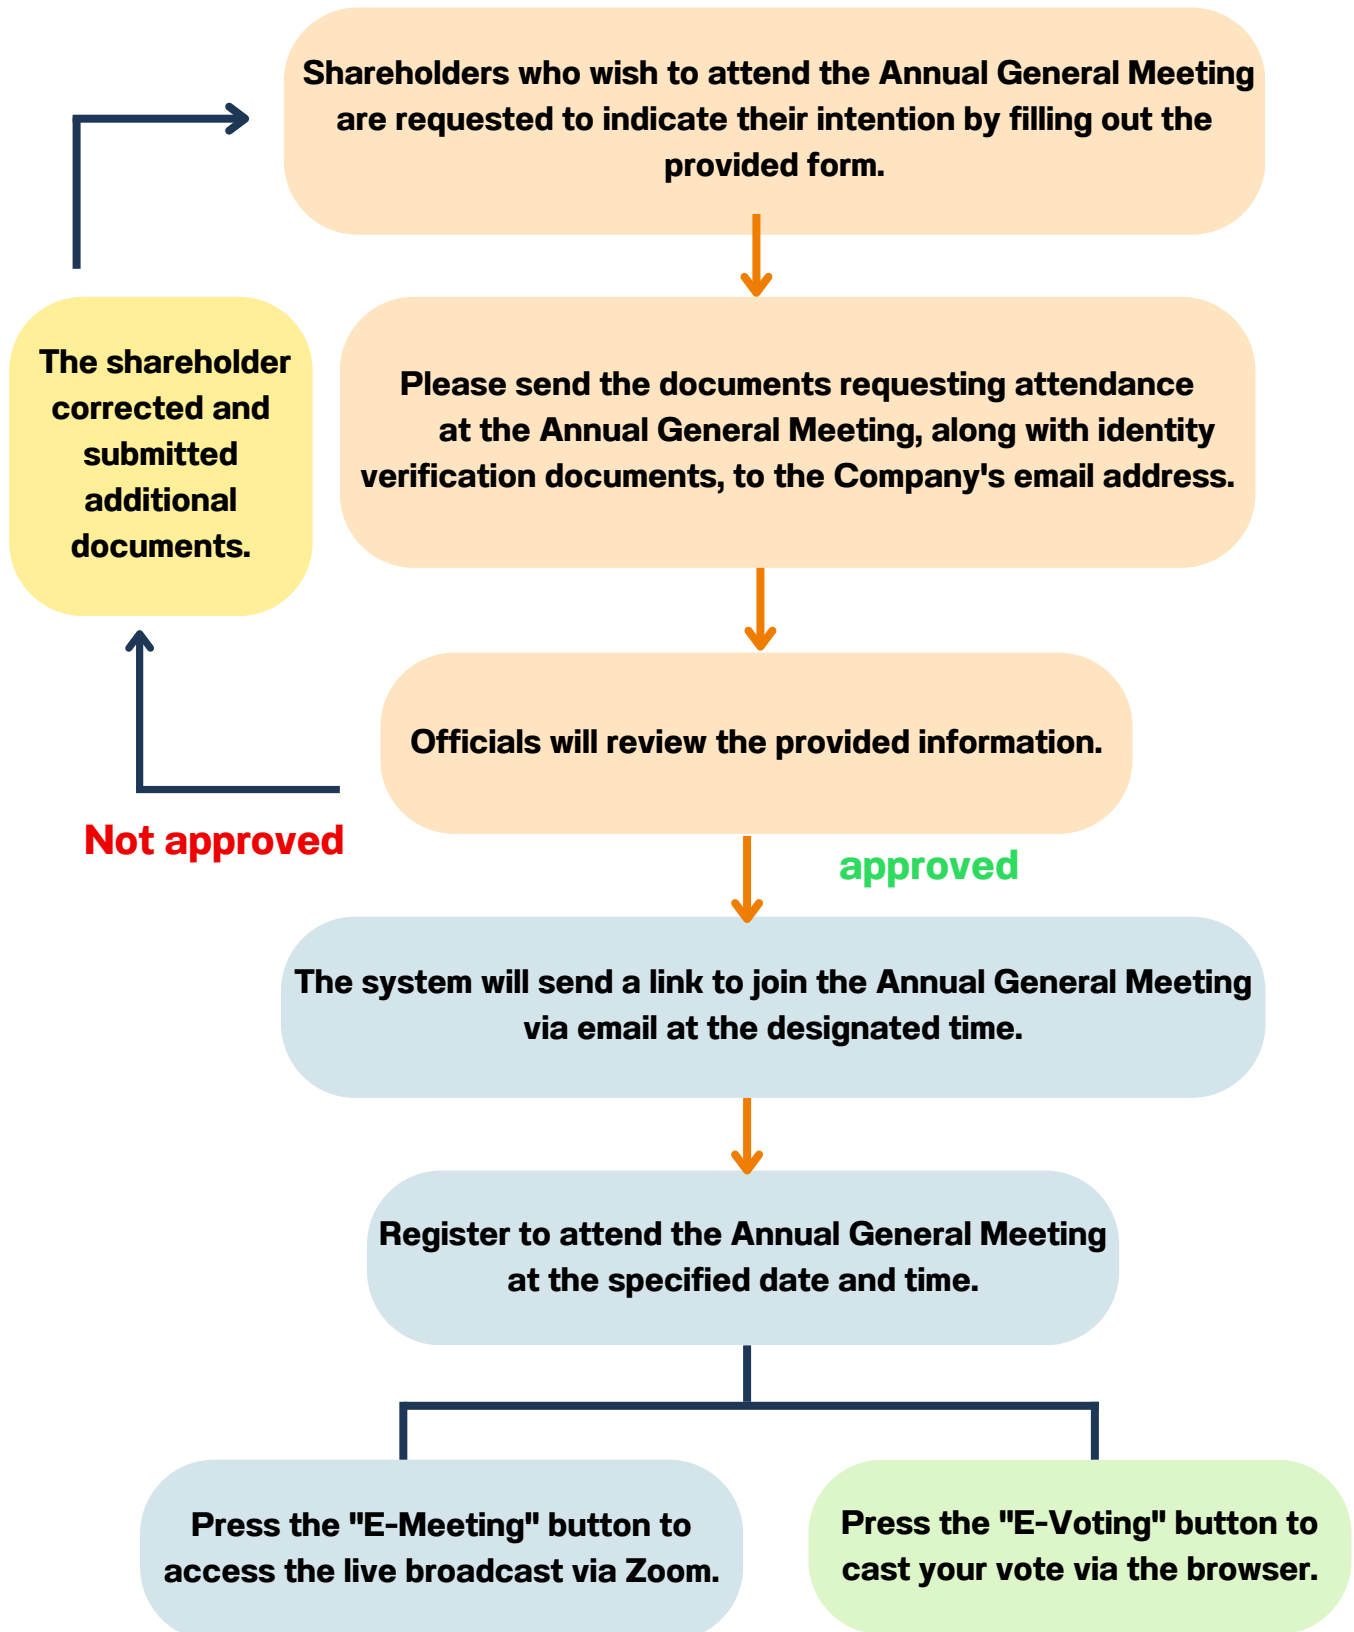 Shareholders who wish to attend the Annual General Meeting
are requested to indicate their intention by filling out the
provided form.
The shareholder
corrected and
submitted
additional
documents.
Please send the documents requesting attendance
at the Annual General Meeting, along with identity
verification documents, to the Company's email address.
Officials will review the provided information.
Not approved
approved
The system will send a link to join the Annual General Meeting
via email at the designated time.
Register to attend the Annual General Meeting
at the specified date and time.
Press the "E-Meeting" button to
access the live broadcast via Zoom.
Press the "E-Voting" button to
cast your vote via the browser.